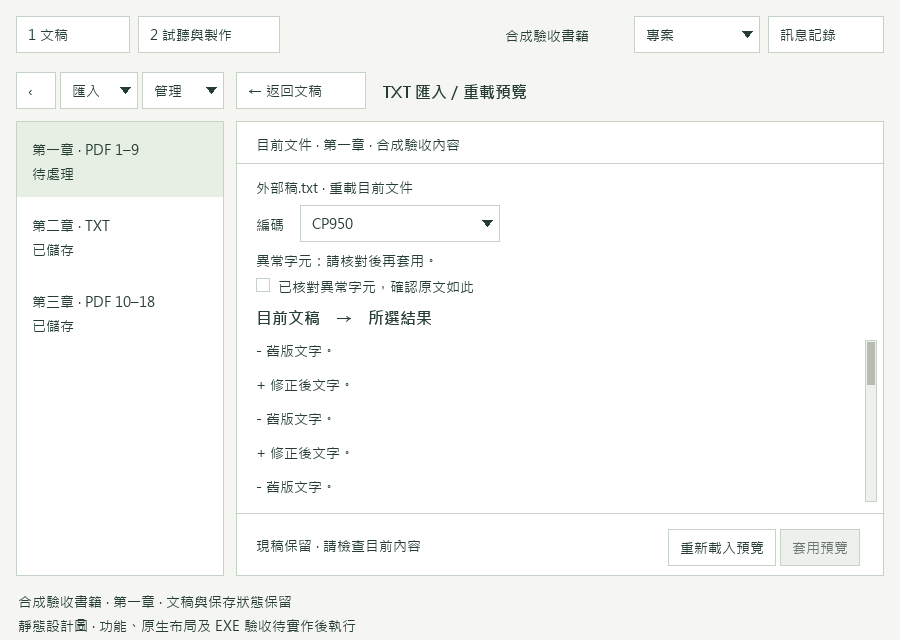 1 文稿
2 試聽與製作
合成驗收書籍
專案
訊息記錄
‹
匯入
管理
← 返回文稿
TXT 匯入 / 重載預覽
第一章 · PDF 1–9
待處理
第二章 · TXT
已儲存
第三章 · PDF 10–18
已儲存
目前文件 · 第一章 · 合成驗收內容
外部稿.txt · 重載目前文件
編碼
CP950
異常字元：請核對後再套用。
已核對異常字元，確認原文如此
目前文稿 → 所選結果
- 舊版文字。
+ 修正後文字。
- 舊版文字。
+ 修正後文字。
- 舊版文字。
現稿保留 · 請檢查目前內容
重新載入預覽
套用預覽
合成驗收書籍 · 第一章 · 文稿與保存狀態保留
靜態設計圖 · 功能、原生布局及 EXE 驗收待實作後執行